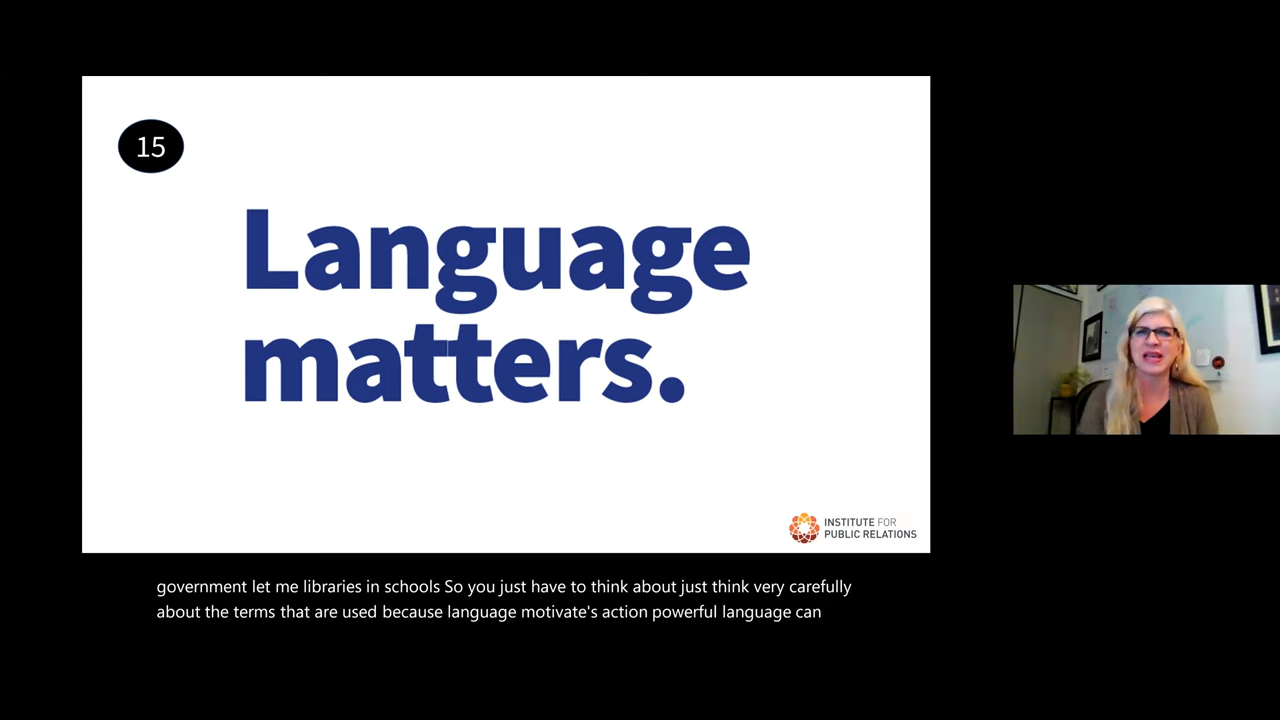 15
Language
matters.
INSTITUTE FOR
PUBLIC RELATIONS
government let me libraries in schools So you just have to think about just think very carefully
about the terms that are used because language motivate's action powerful language can